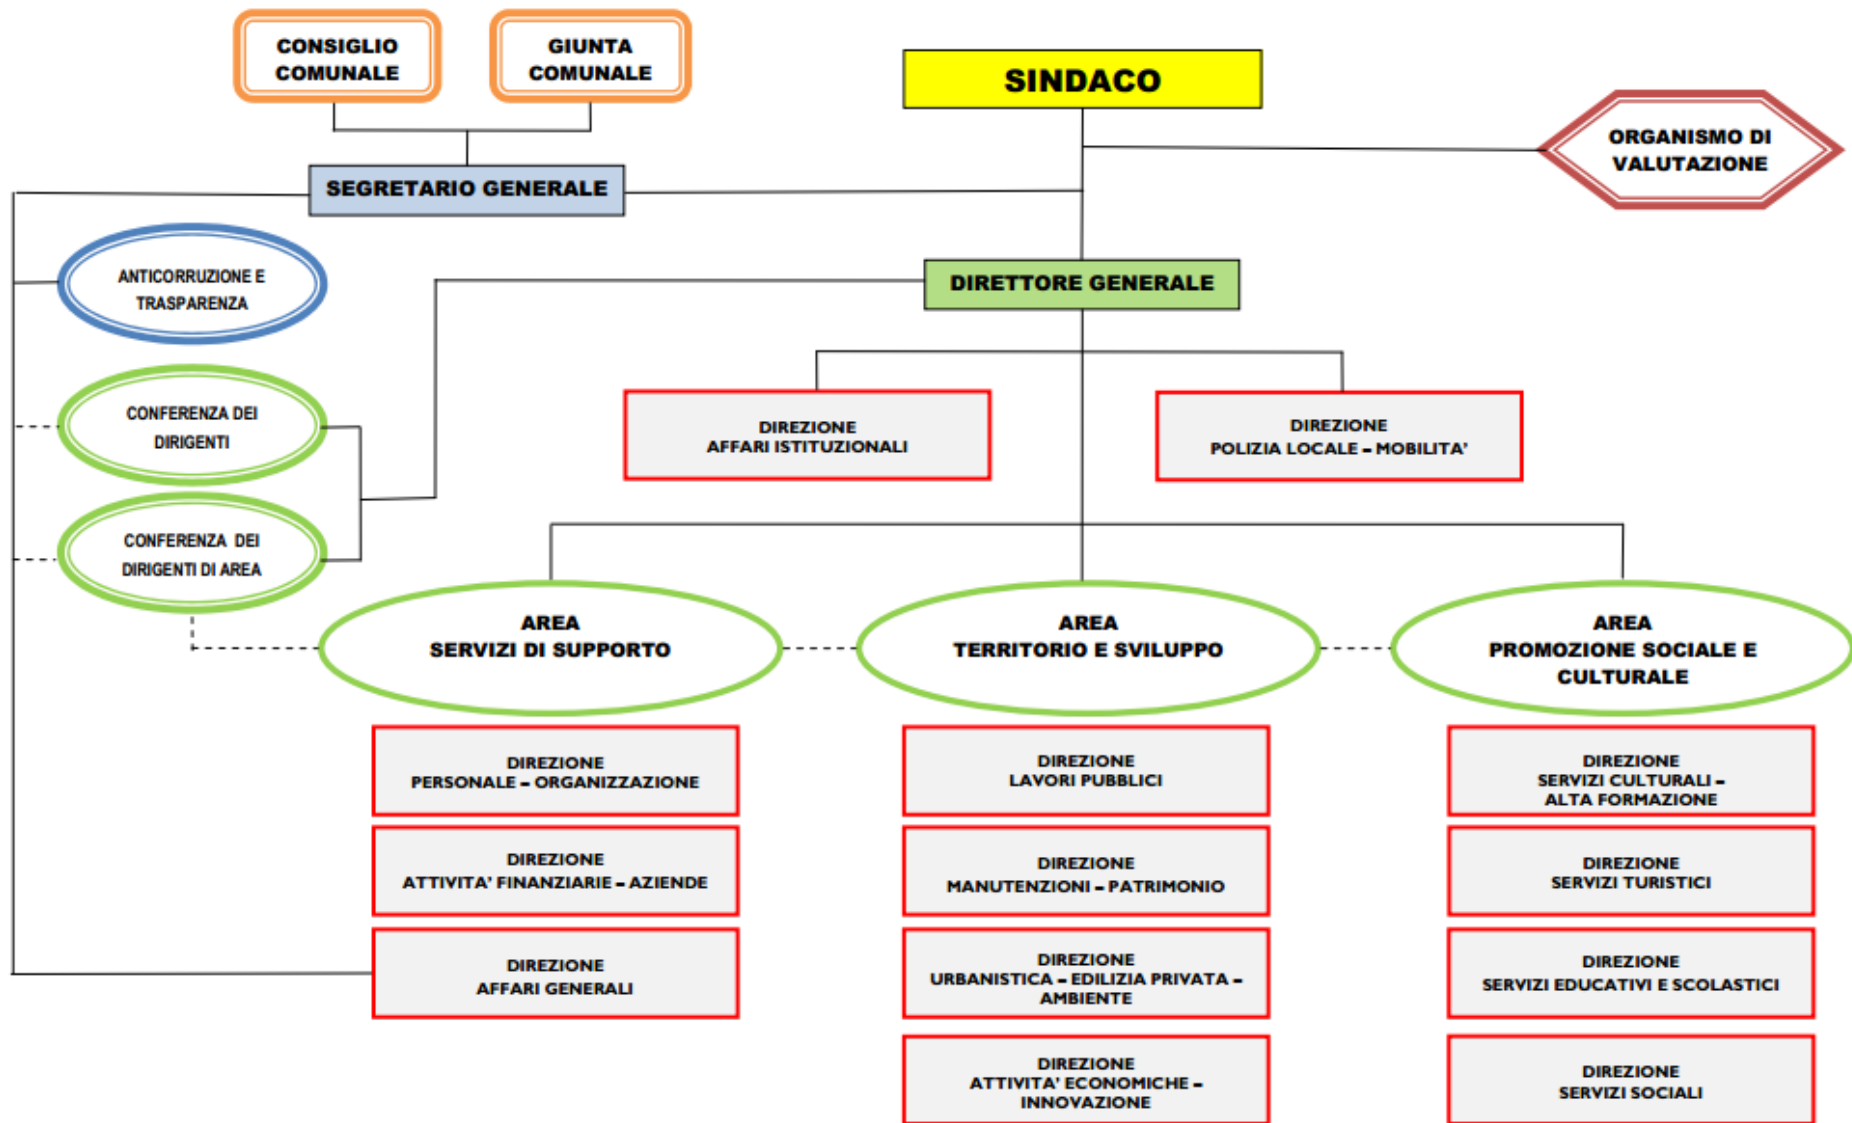 CONSIGLIO
COMUNALE
GIUNTA
COMUNALE
SINDACO
ORGANISMO DI
VALUTAZIONE
SEGRETARIO GENERALE
ANTICORRUZIONE E
TRASPARENZA
DIRETTORE GENERALE
CONFERENZA DEI
DIRIGENTI
DIREZIONE
AFFARI ISTITUZIONALI
DIREZIONE
POLIZIA LOCALE – MOBILITA'
CONFERENZA DEI
DIRIGENTI DI AREA
AREA
SERVIZI DI SUPPORTO
AREA
TERRITORIO E SVILUPPO
AREA
PROMOZIONE SOCIALE E
CULTURALE
DIREZIONE
PERSONALE – ORGANIZZAZIONE
DIREZIONE
LAVORI PUBBLICI
DIREZIONE
SERVIZI CULTURALI –
ALTA FORMAZIONE
DIREZIONE
ATTIVITA' FINANZIARIE – AZIENDE
DIREZIONE
MANUTENZIONI – PATRIMONIO
DIREZIONE
SERVIZI TURISTICI
DIREZIONE
AFFARI GENERALI
DIREZIONE
URBANISTICA – EDILIZIA PRIVATA –
AMBIENTE
DIREZIONE
SERVIZI EDUCATIVI E SCOLASTICI
DIREZIONE
ATTIVITA' ECONOMICHE –
INNOVAZIONE
DIREZIONE
SERVIZI SOCIALI